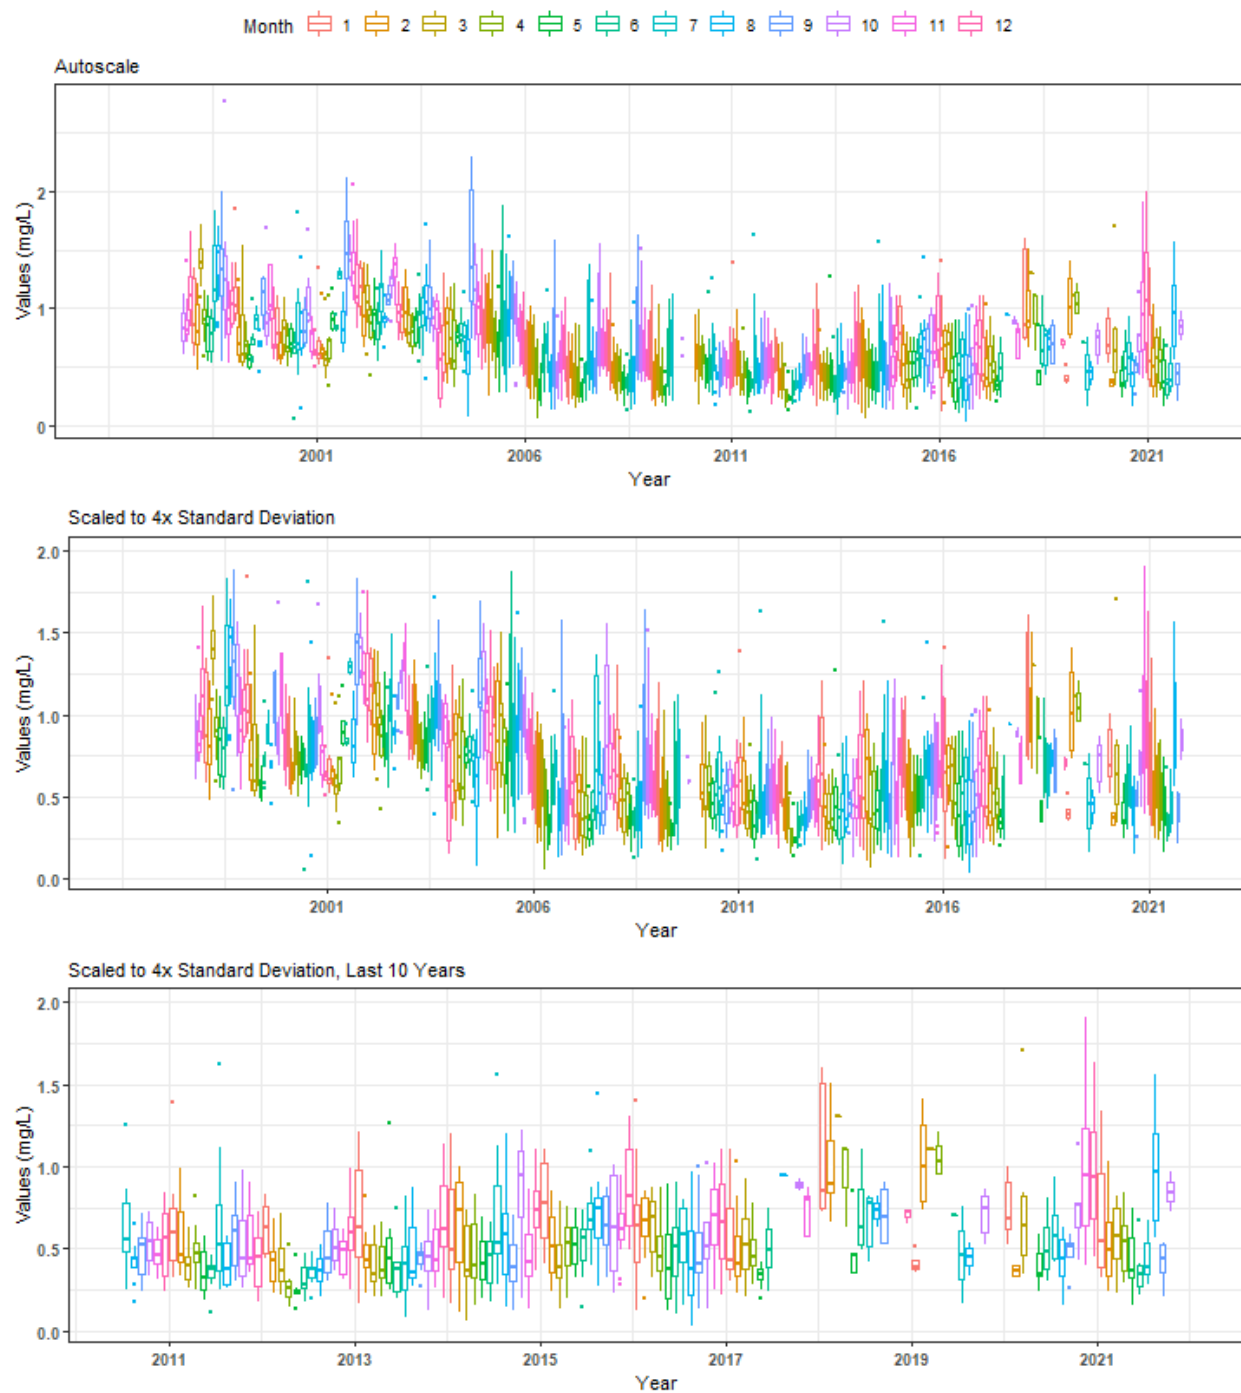 Month 1 2 3 4 5 6 7 8 9 10 11 12
Autoscale
Values (mg/L)
2
1
0
2001 2006 2011 2016 2021
Year
Scaled to 4x Standard Deviation
Values (mg/L)
2.0
1.5
1.0
0.5
0.0
2001 2006 2011 2016 2021
Year
Scaled to 4x Standard Deviation, Last 10 Years
Values (mg/L)
2.0
1.5
1.0
0.5
0.0
2011 2013 2015 2017 2019 2021
Year